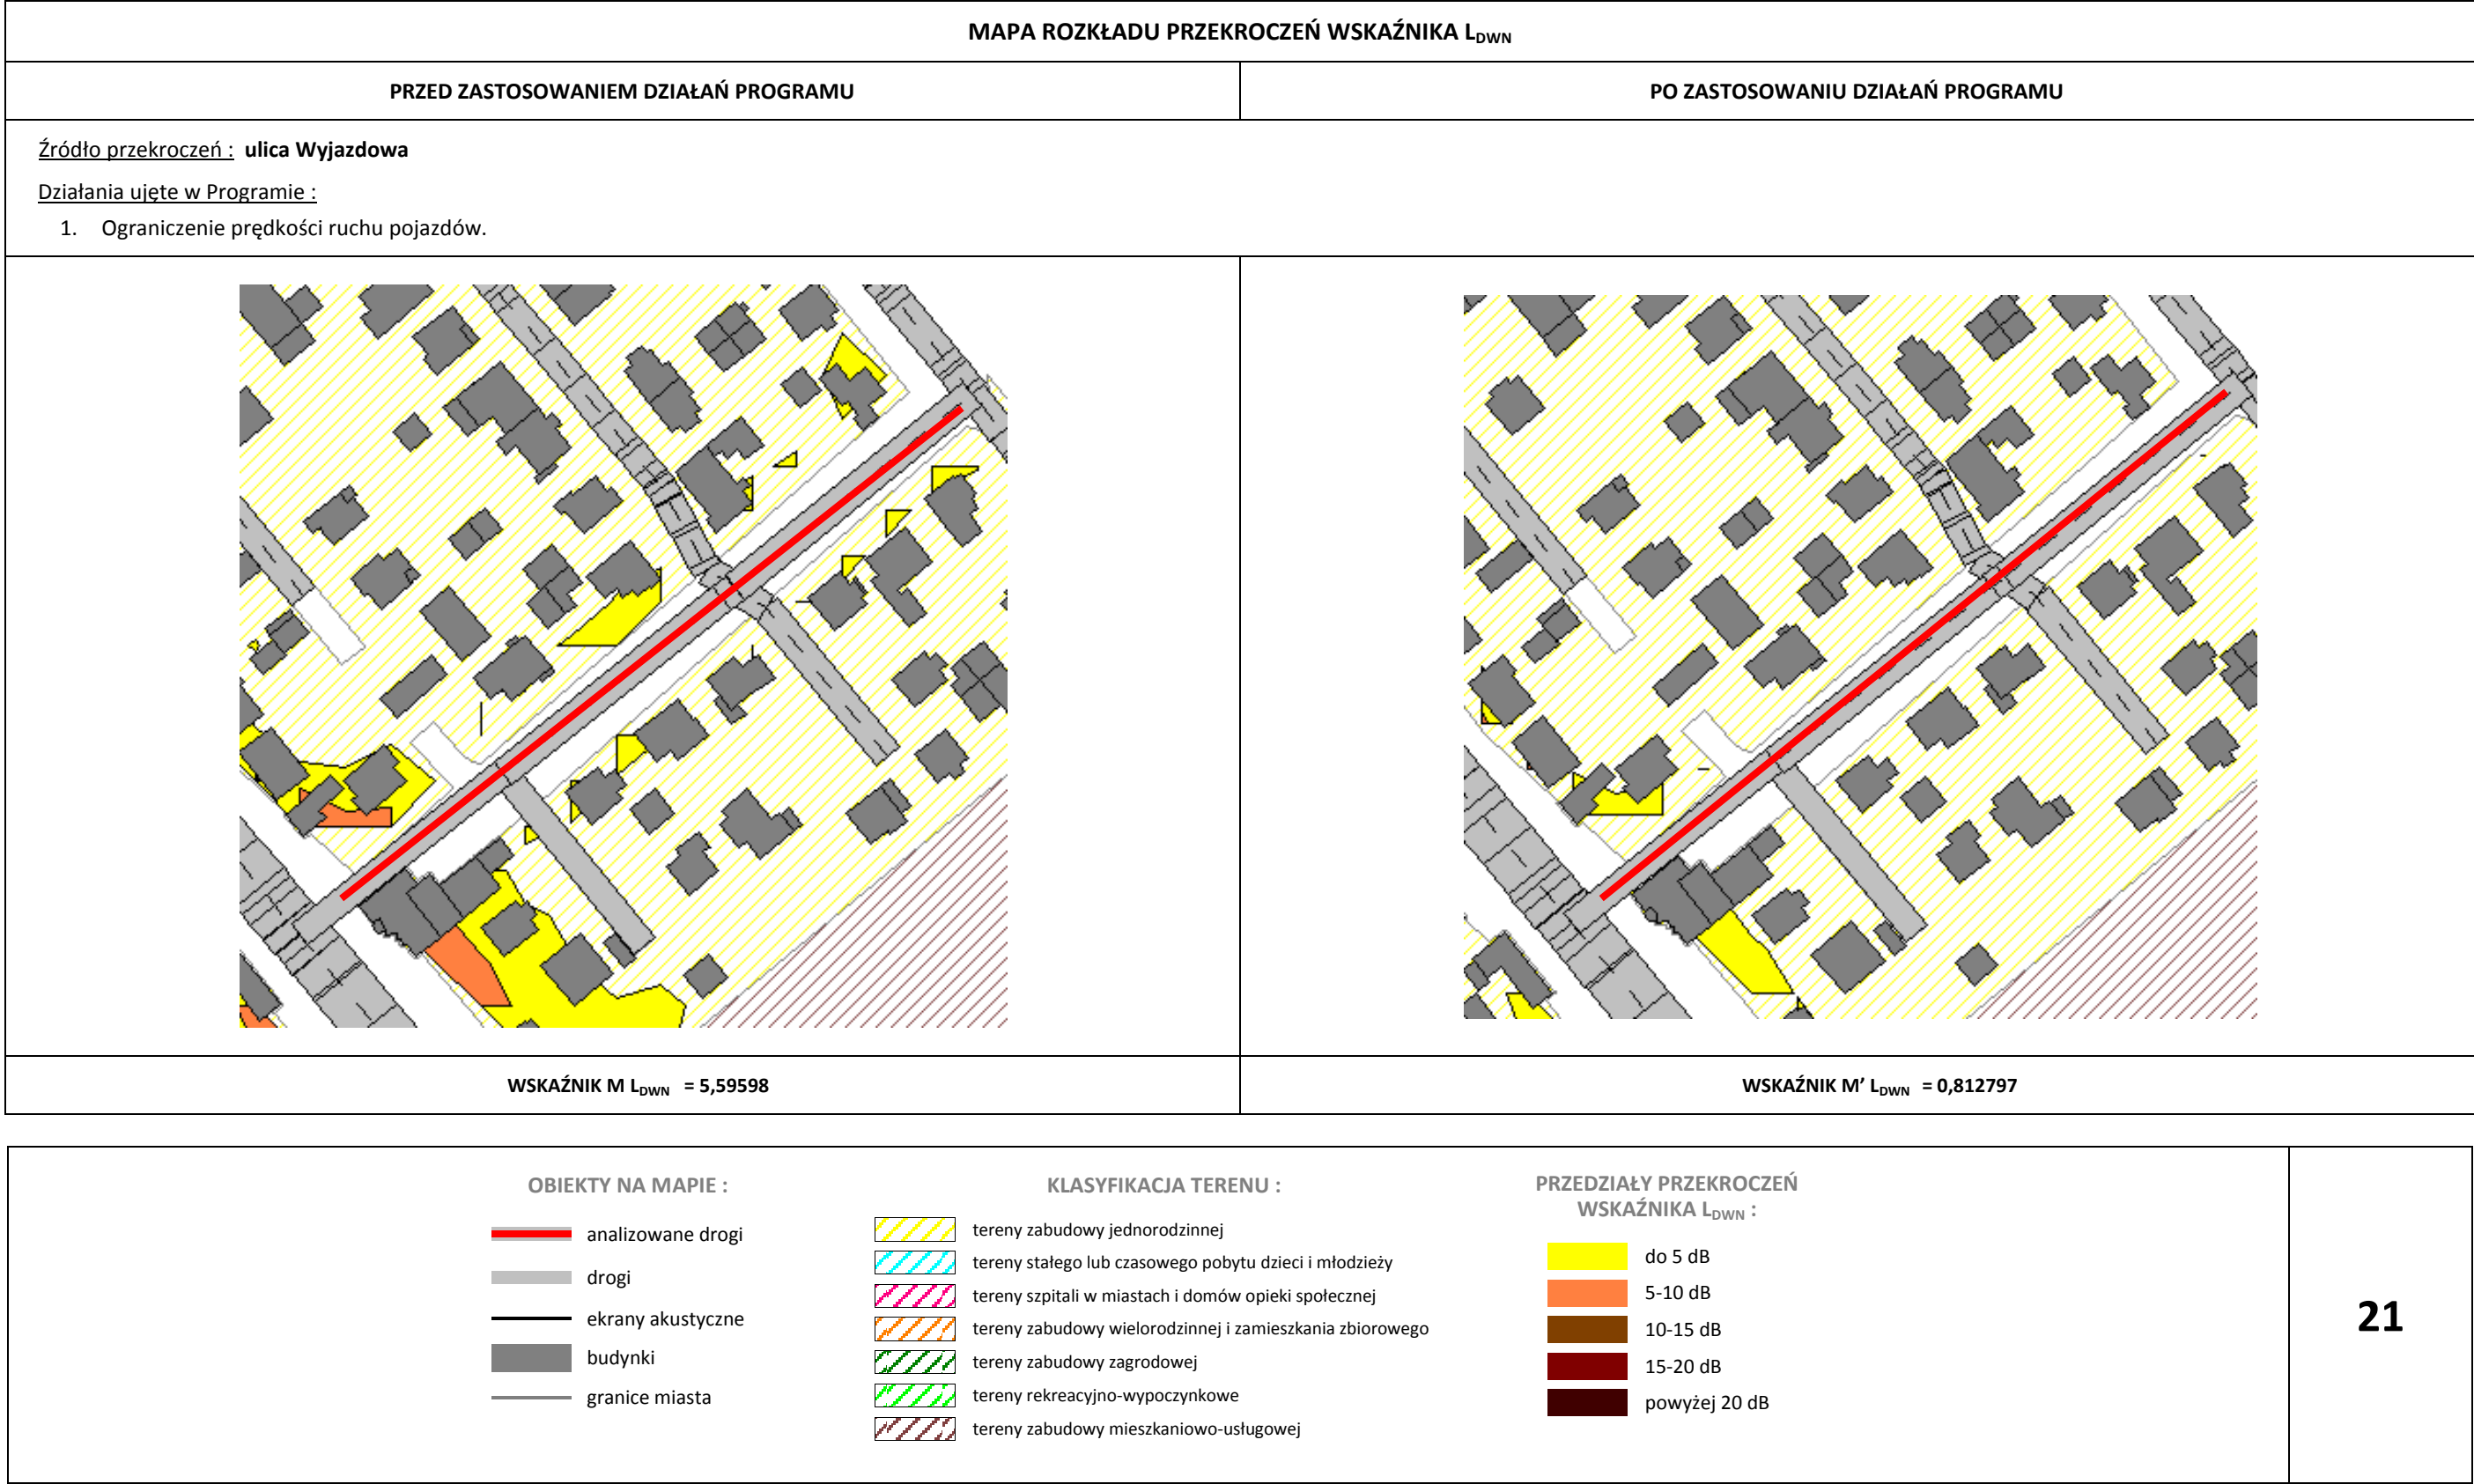 MAPA ROZKŁADU PRZEKROCZEŃ WSKAŹNIKA LDWN
PRZED ZASTOSOWANIEM DZIAŁAŃ PROGRAMU
PO ZASTOSOWANIU DZIAŁAŃ PROGRAMU
Źródło przekroczeń : ulica Wyjazdowa
Działania ujęte w Programie :
1. Ograniczenie prędkości ruchu pojazdów.
WSKAŹNIK M LDWN = 5,59598
WSKAŹNIK M’ LDWN = 0,812797
OBIEKTY NA MAPIE :
analizowane drogi
drogi
ekrany akustyczne
budynki
granice miasta
KLASYFIKACJA TERENU :
tereny zabudowy jednorodzinnej
tereny stałego lub czasowego pobytu dzieci i młodzieży
tereny szpitali w miastach i domów opieki społecznej
tereny zabudowy wielorodzinnej i zamieszkania zbiorowego
tereny zabudowy zagrodowej
tereny rekreacyjno-wypoczynkowe
tereny zabudowy mieszkaniowo-usługowej
PRZEDZIAŁY PRZEKROCZEŃ
WSKAŹNIKA LDWN :
do 5 dB
5-10 dB
10-15 dB
15-20 dB
powyżej 20 dB
21